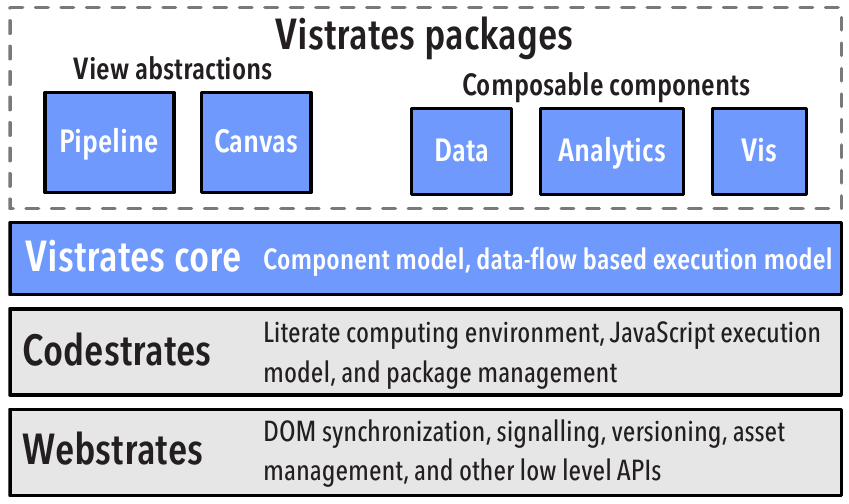 Vistrates packages
View abstractions
Pipeline
Canvas
Composable components
Data
Analytics
Vis
Vistrates core
Component model, data-flow based execution model
Codestrates
Literate computing environment, JavaScript execution
model, and package management
Webstrates
DOM synchronization, signalling, versioning, asset
management, and other low level APIs